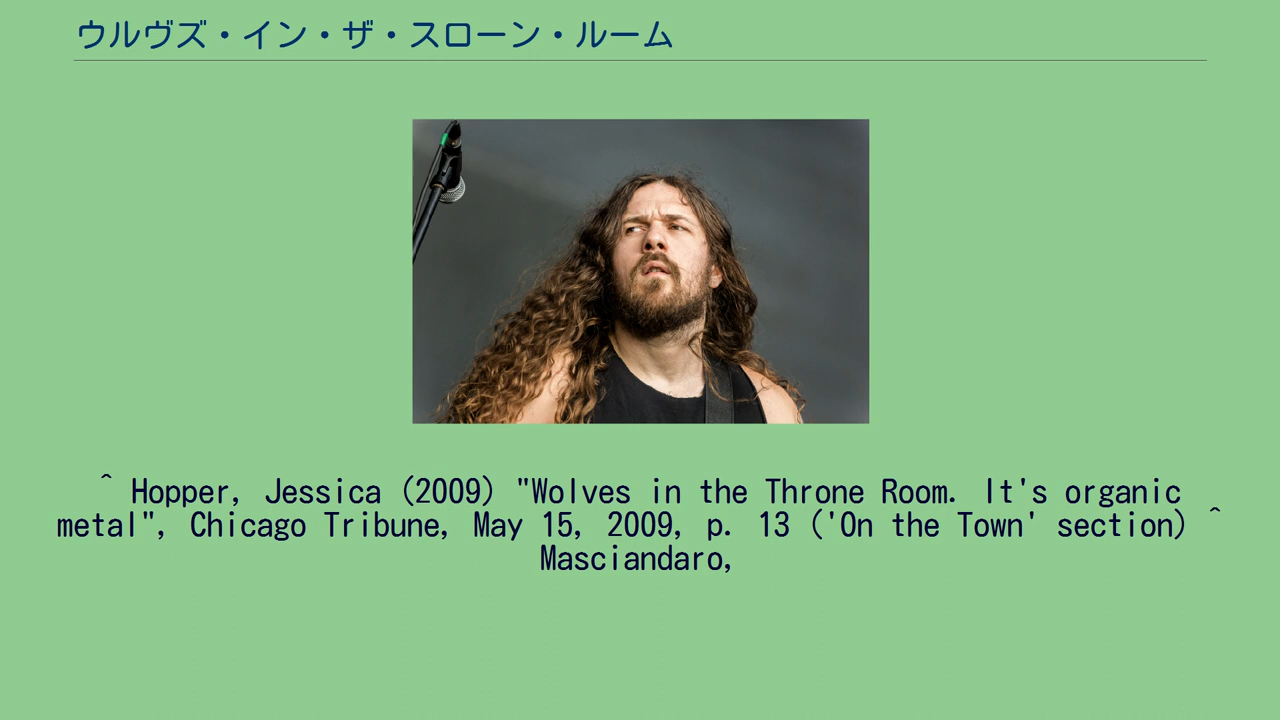 ウルヴズ・イン・ザ・スローン・ルーム
^ Hopper, Jessica (2009) "Wolves in the Throne Room. It's organic
metal", Chicago Tribune, May 15, 2009, p. 13 ('On the Town' section) ^
Masciandaro,